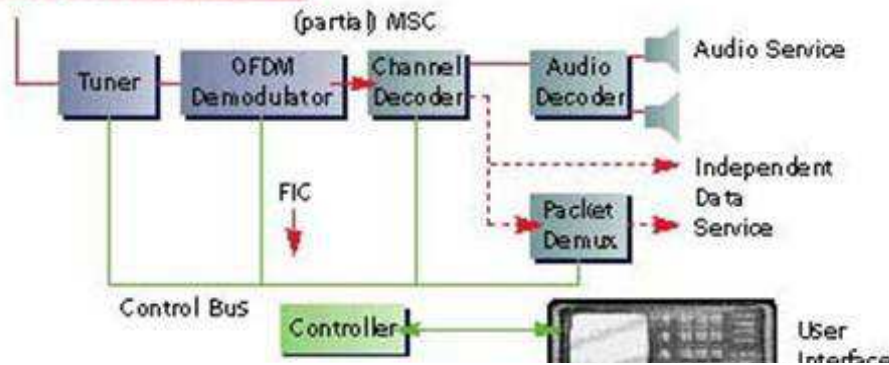 (partial) MSC
Tuner
OFDM
Demodulator
Channel
Decoder
Audio
Decoder
Audio Service
Independent
Data
Service
FIC
Packet
Demux
Control Bus
Controller
User
Interface